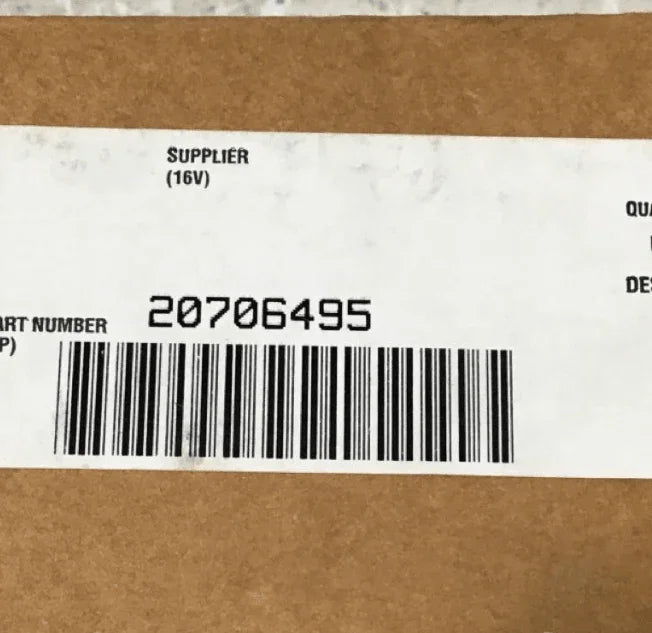 SUPPLIER
(16V)
QUA
DES
ART NUMBER
20706495
P)